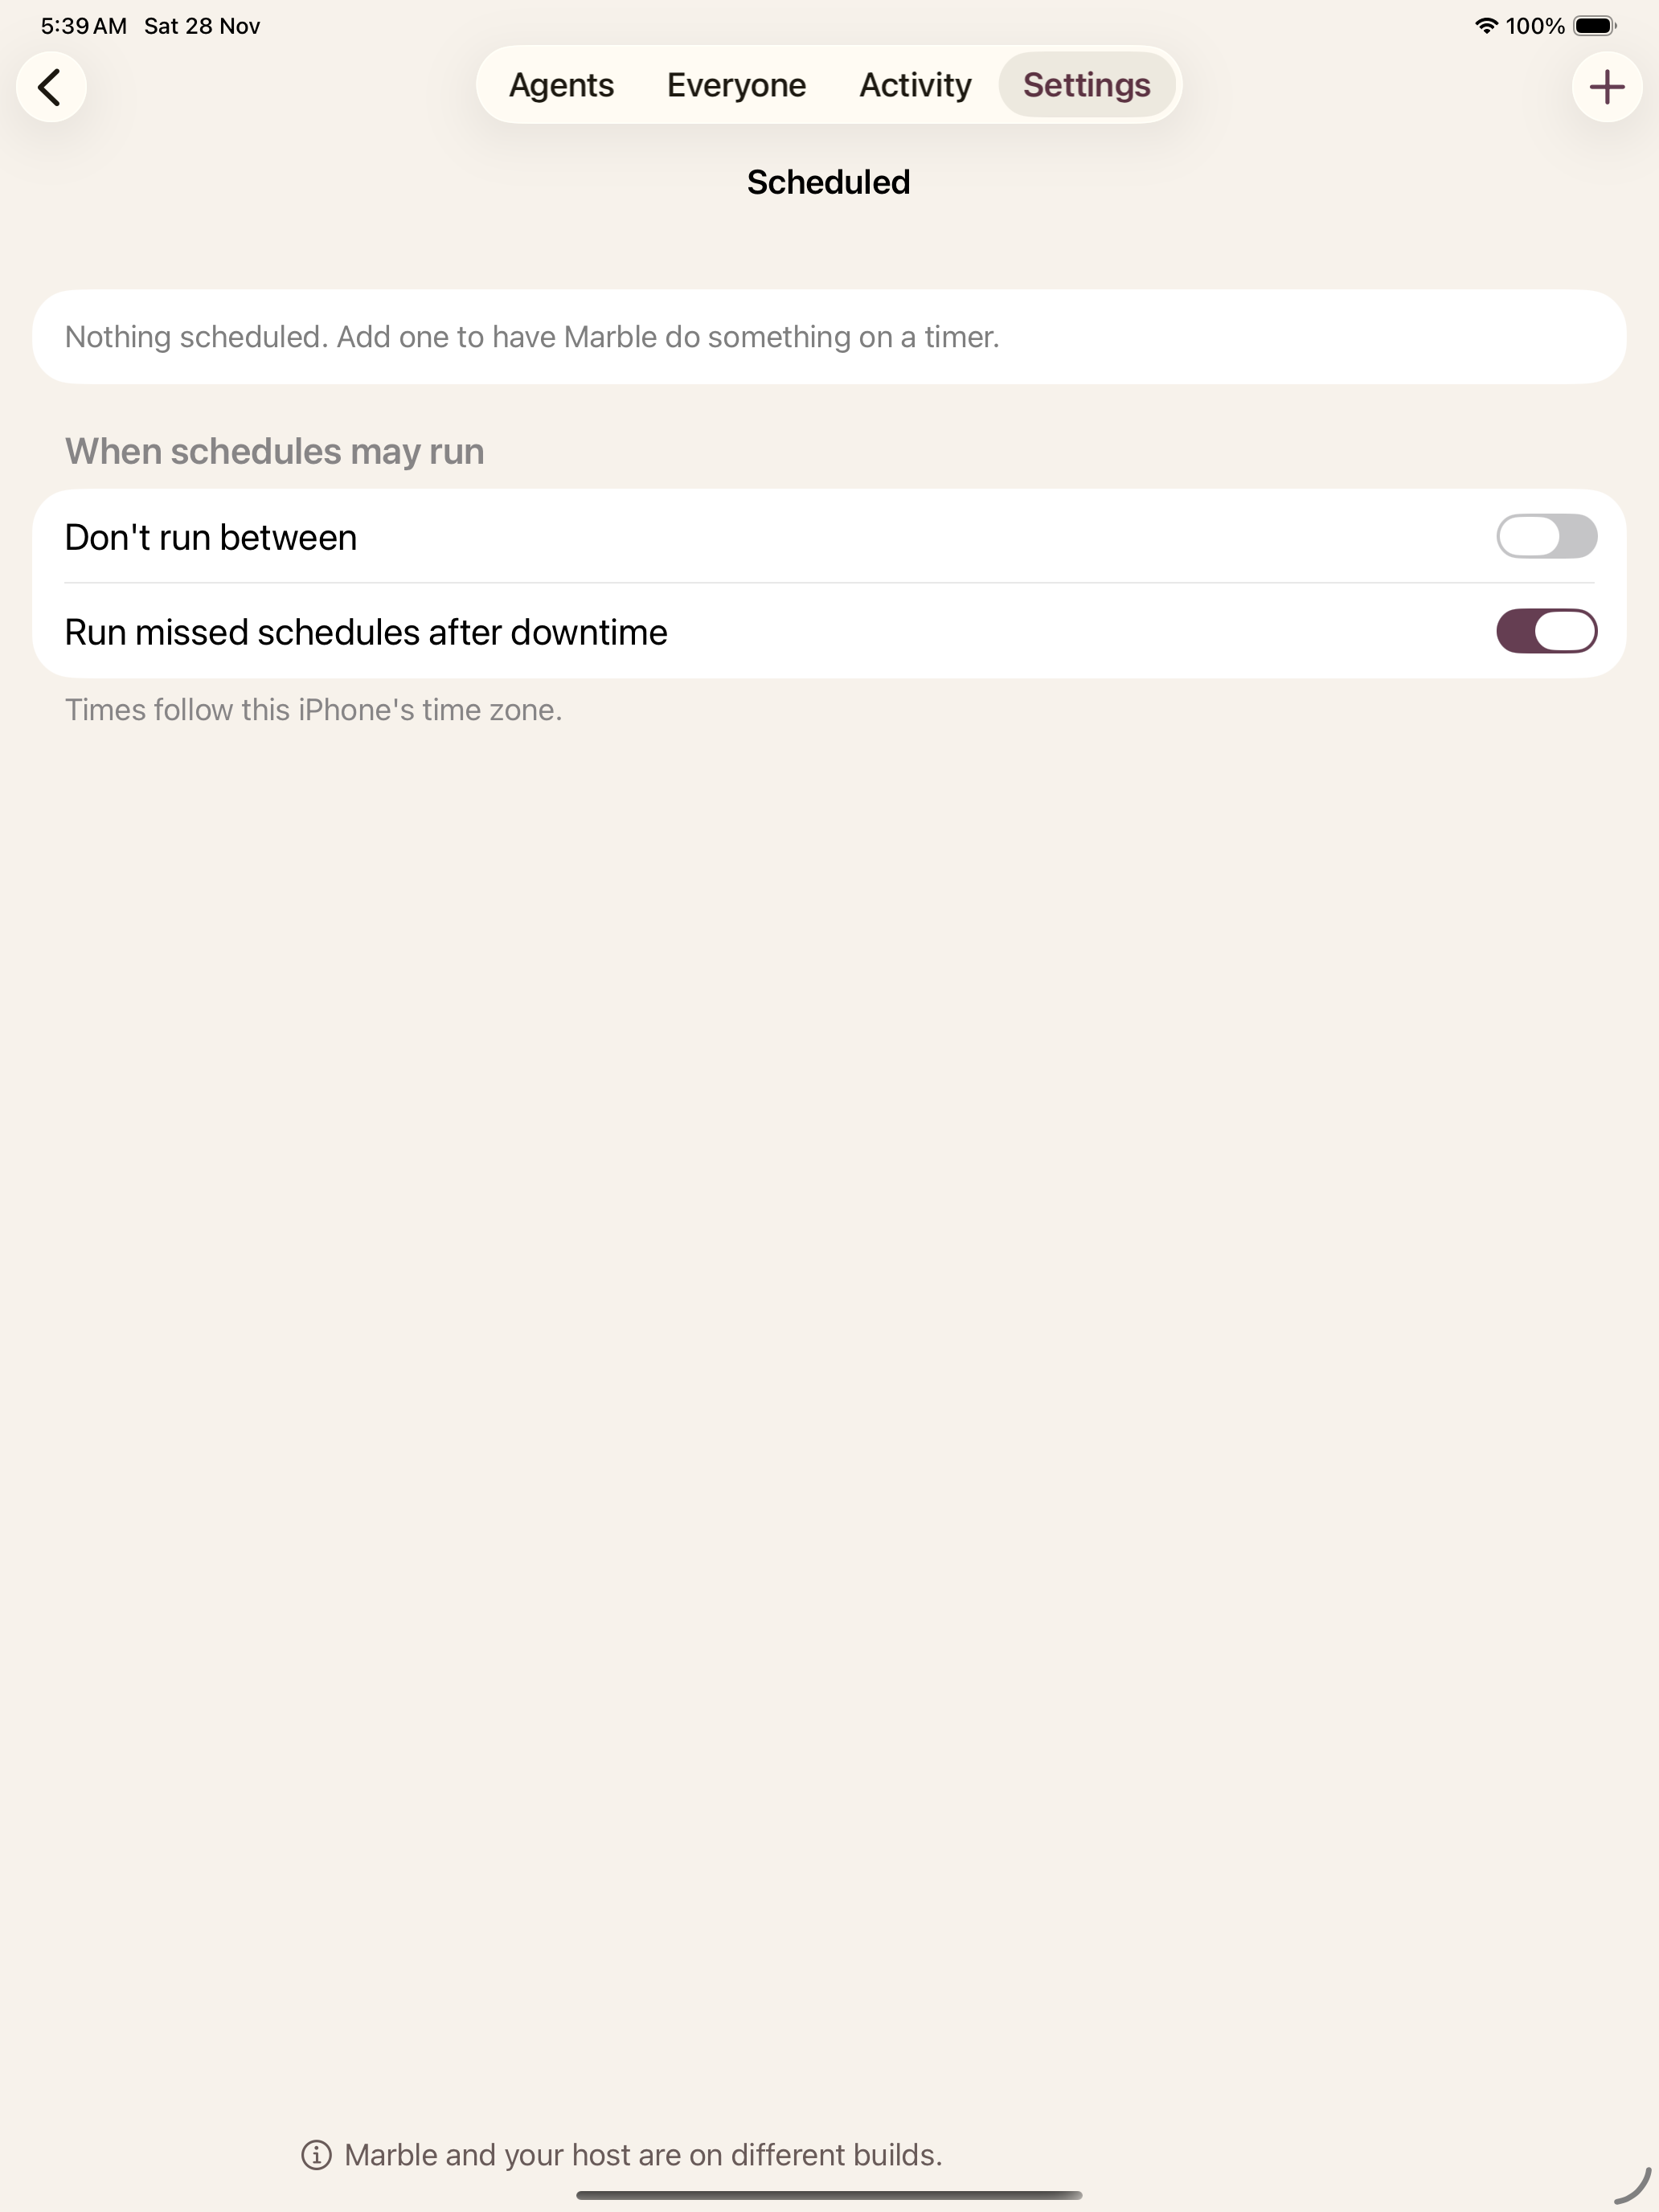 5:39 AM Sat 28 Nov
100%
Agents Everyone Activity Settings
Scheduled
Nothing scheduled. Add one to have Marble do something on a timer.
When schedules may run
Don't run between
Run missed schedules after downtime
Times follow this iPhone's time zone.
Marble and your host are on different builds.